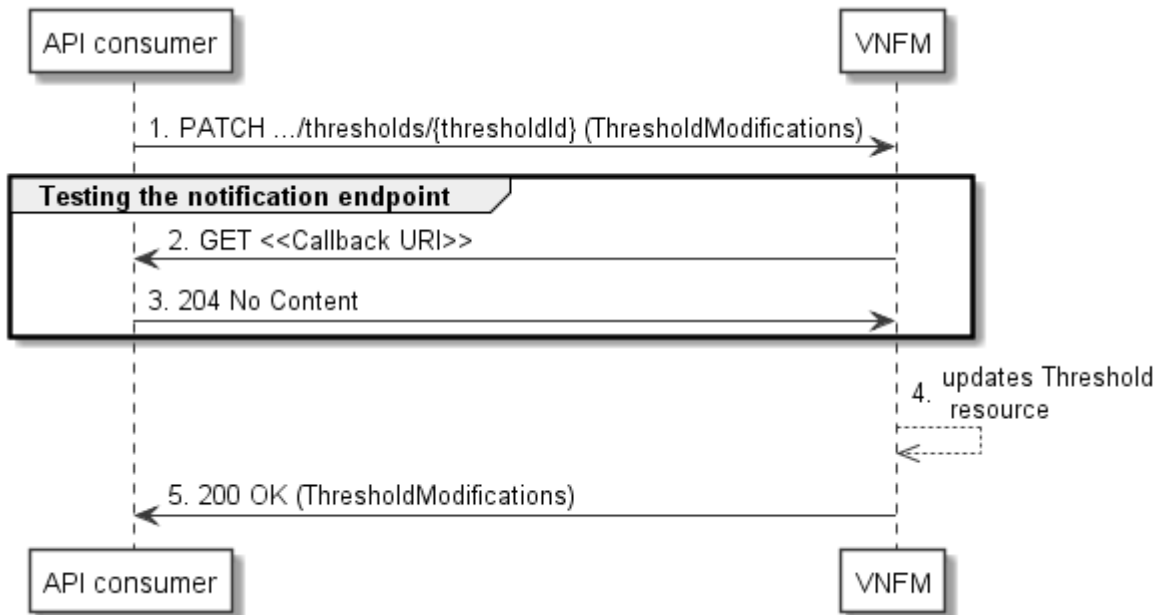 API consumer
VNFM
1. PATCH .../thresholds/{thresholdId} (ThresholdModifications)
Testing the notification endpoint
2. GET <<Callback URI>>
3. 204 No Content
4. updates Threshold
resource
5. 200 OK (ThresholdModifications)
API consumer
VNFM